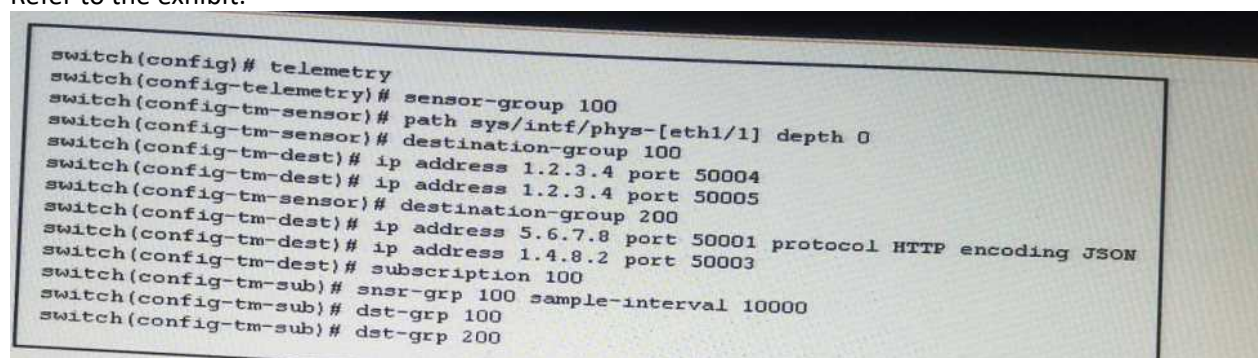 Refer to the exhibit.
switch(config)# telemetry
switch(config-telemetry)# sensor-group 100
switch(config-tm-sensor)# path sys/intf/phys-[eth1/1] depth 0
switch(config-tm-sensor)# destination-group 100
switch(config-tm-dest)# ip address 1.2.3.4 port 50004
switch(config-tm-dest)# ip address 1.2.3.4 port 50005
switch(config-tm-sensor)# destination-group 200
switch(config-tm-dest)# ip address 5.6.7.8 port 50001 protocol HTTP encoding JSON
switch(config-tm-dest)# ip address 1.4.8.2 port 50003
switch(config-tm-dest)# subscription 100
switch(config-tm-sub)# snsr-grp 100 sample-interval 10000
switch(config-tm-sub)# dst-grp 100
switch(config-tm-sub)# dst-grp 200